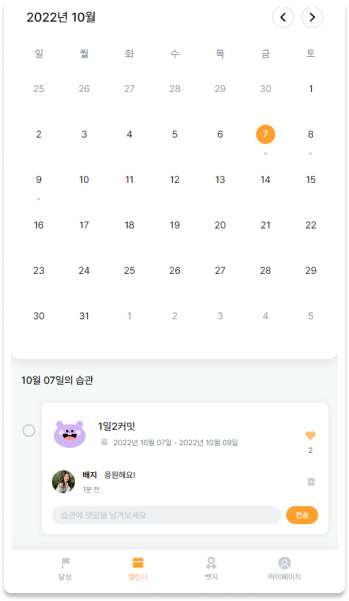 2022년 10월
일 월 화 수 목 금 토
25 26 27 28 29 30 1
2 3 4 5 6 7 8
9 10 11 12 13 14 15
16 17 18 19 20 21 22
23 24 25 26 27 28 29
30 31 1 2 3 4 5
10월 07일의 습관
1일2커밋
2022년 10월 07일 - 2022년 10월 09일
2
배지 응원해요!
1분 전
습관에 댓글을 남겨보세요
전송
달성 캘린더 뱃지 마이페이지